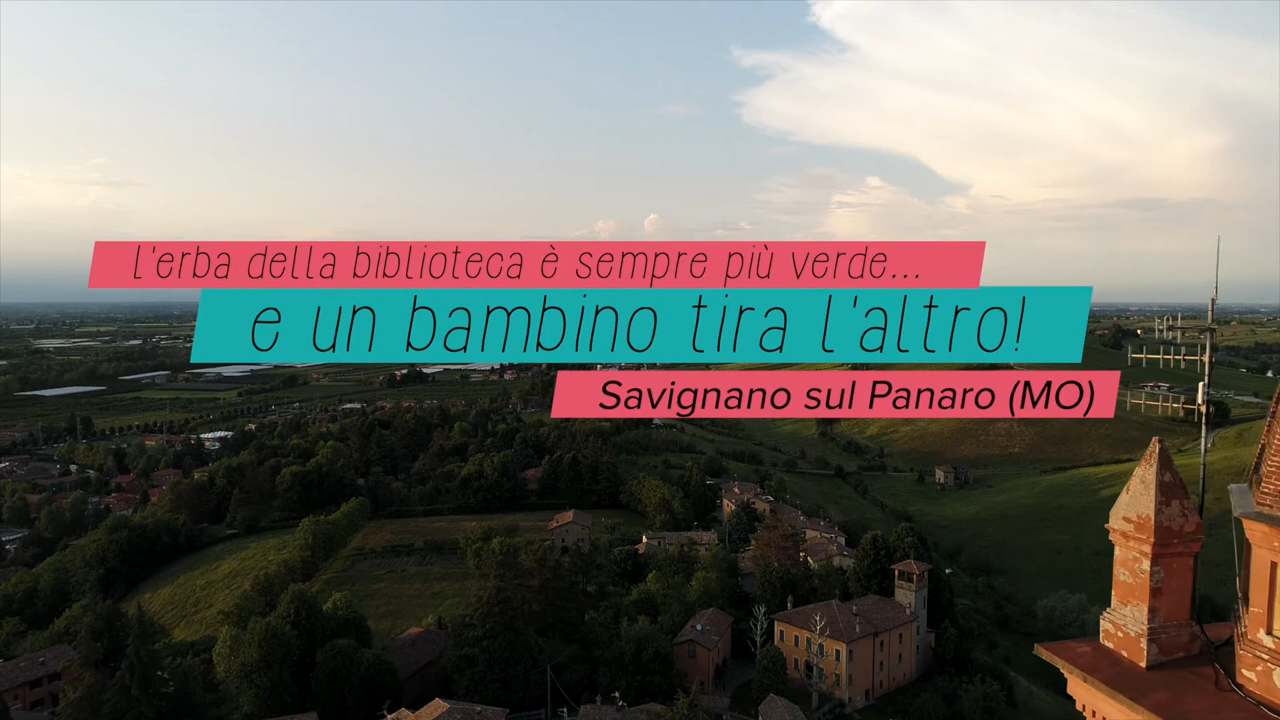 L'erba della biblioteca è sempre più verde...
e un bambino tira l'altro!
Savignano sul Panaro (MO)